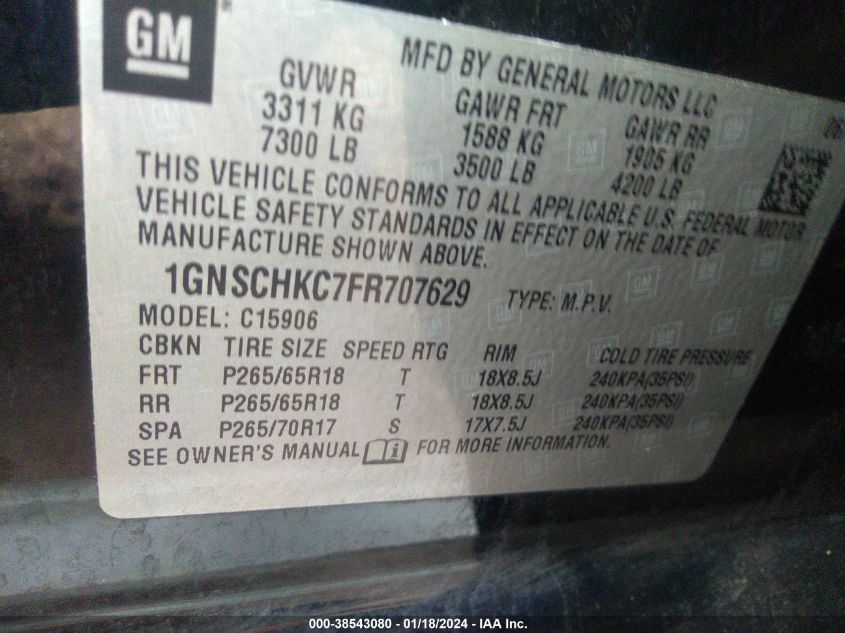 GM
®
MFD BY GENERAL MOTORS LLC
GVWR GAWR FRT GAWR RR
3311 KG 1588 KG 1905 KG
7300 LB 3500 LB 4200 LB
THIS VEHICLE CONFORMS TO ALL APPLICABLE U.S. FEDERAL MOTOR
VEHICLE SAFETY STANDARDS IN EFFECT ON THE DATE OF
MANUFACTURE SHOWN ABOVE.
1GNSCHKC7FR707629 TYPE: M.P.V.
MODEL: C15906
CBKN TIRE SIZE SPEED RTG RIM COLD TIRE PRESSURE
FRT P265/65R18 T 18X8.5J 240KPA(35PSI)
RR P265/65R18 T 18X8.5J 240KPA(35PSI)
SPA P265/70R17 S 17X7.5J 240KPA(35PSI)
SEE OWNER'S MANUAL FOR MORE INFORMATION.
000-38543080 - 01/18/2024 - IAA Inc.